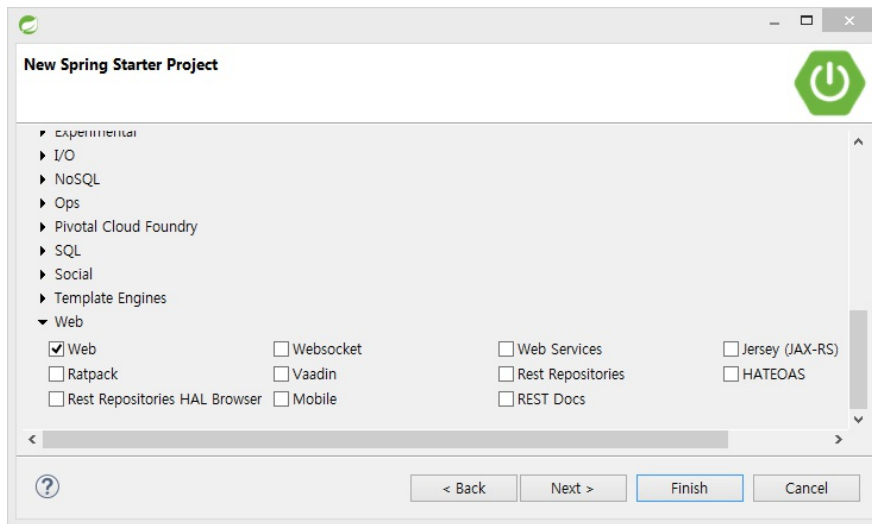 New Spring Starter Project
Experimental
I/O
NoSQL
Ops
Pivotal Cloud Foundry
SQL
Social
Template Engines
Web
Web Websocket Web Services Jersey (JAX-RS)
Ratpack Vaadin Rest Repositories HATEOAS
Rest Repositories HAL Browser Mobile REST Docs
< Back Next > Finish Cancel